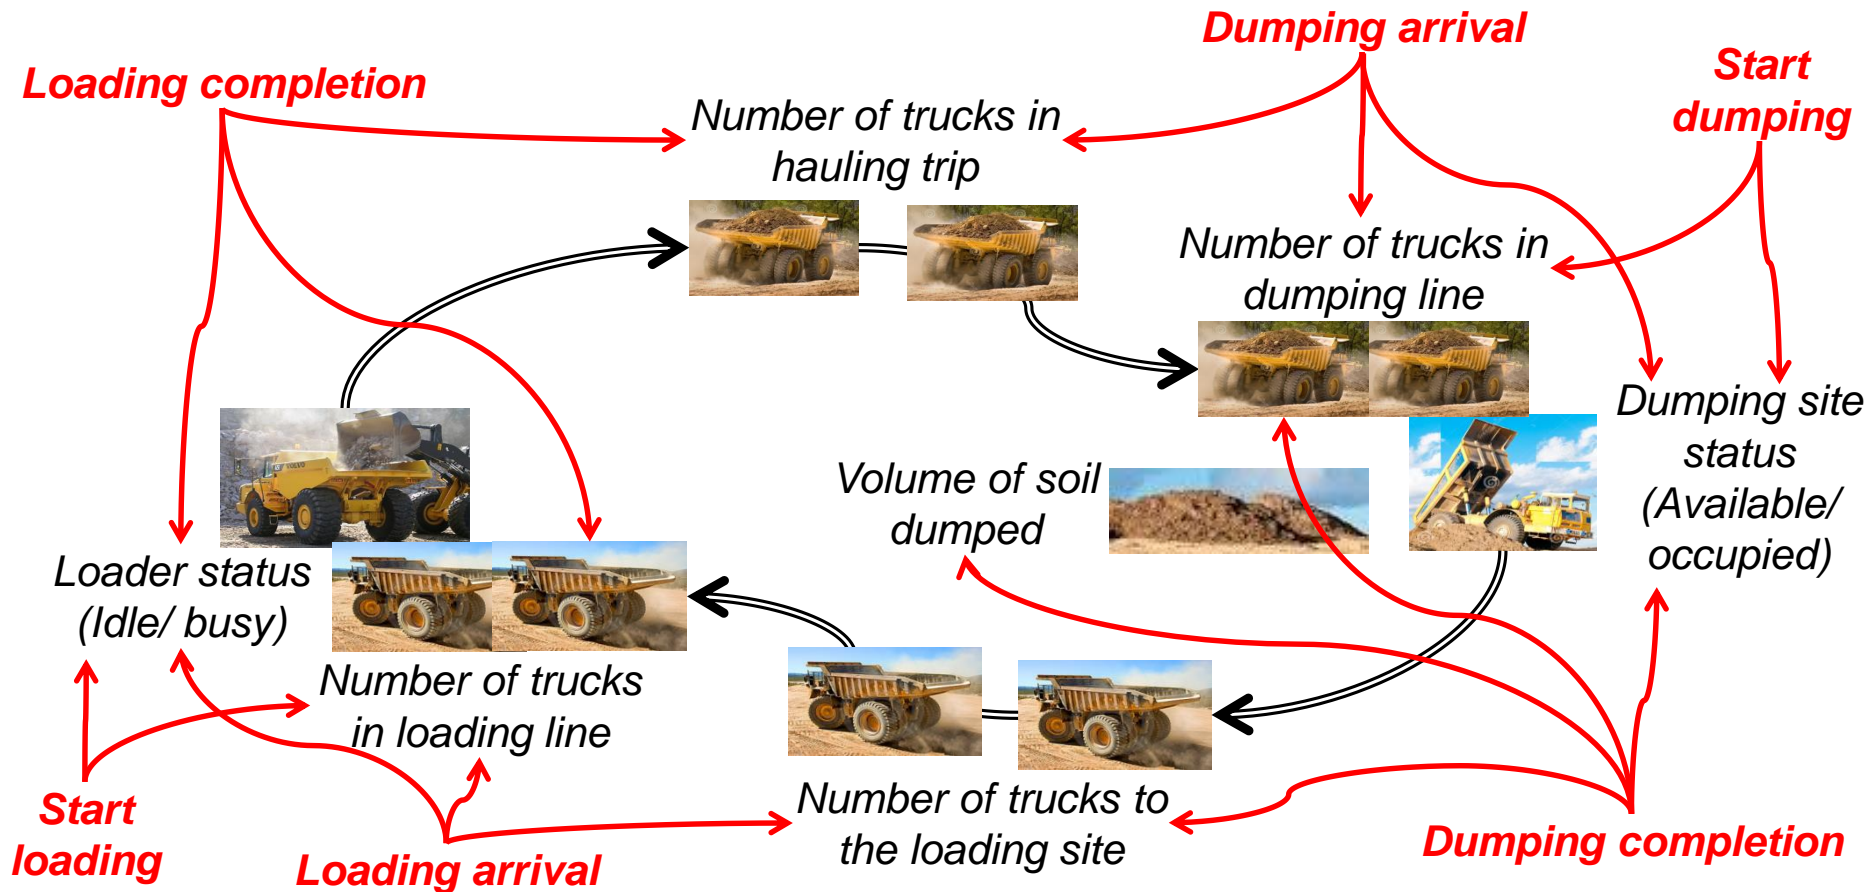 Dumping arrival
Loading completion
Start
dumping
Number of trucks in
hauling trip
Number of trucks in
dumping line
Dumping site
status
(Available/
occupied)
Volume of soil
dumped
Loader status
(Idle/ busy)
Number of trucks
in loading line
Start
loading
Loading arrival
Number of trucks to
the loading site
Dumping completion
VOLVO